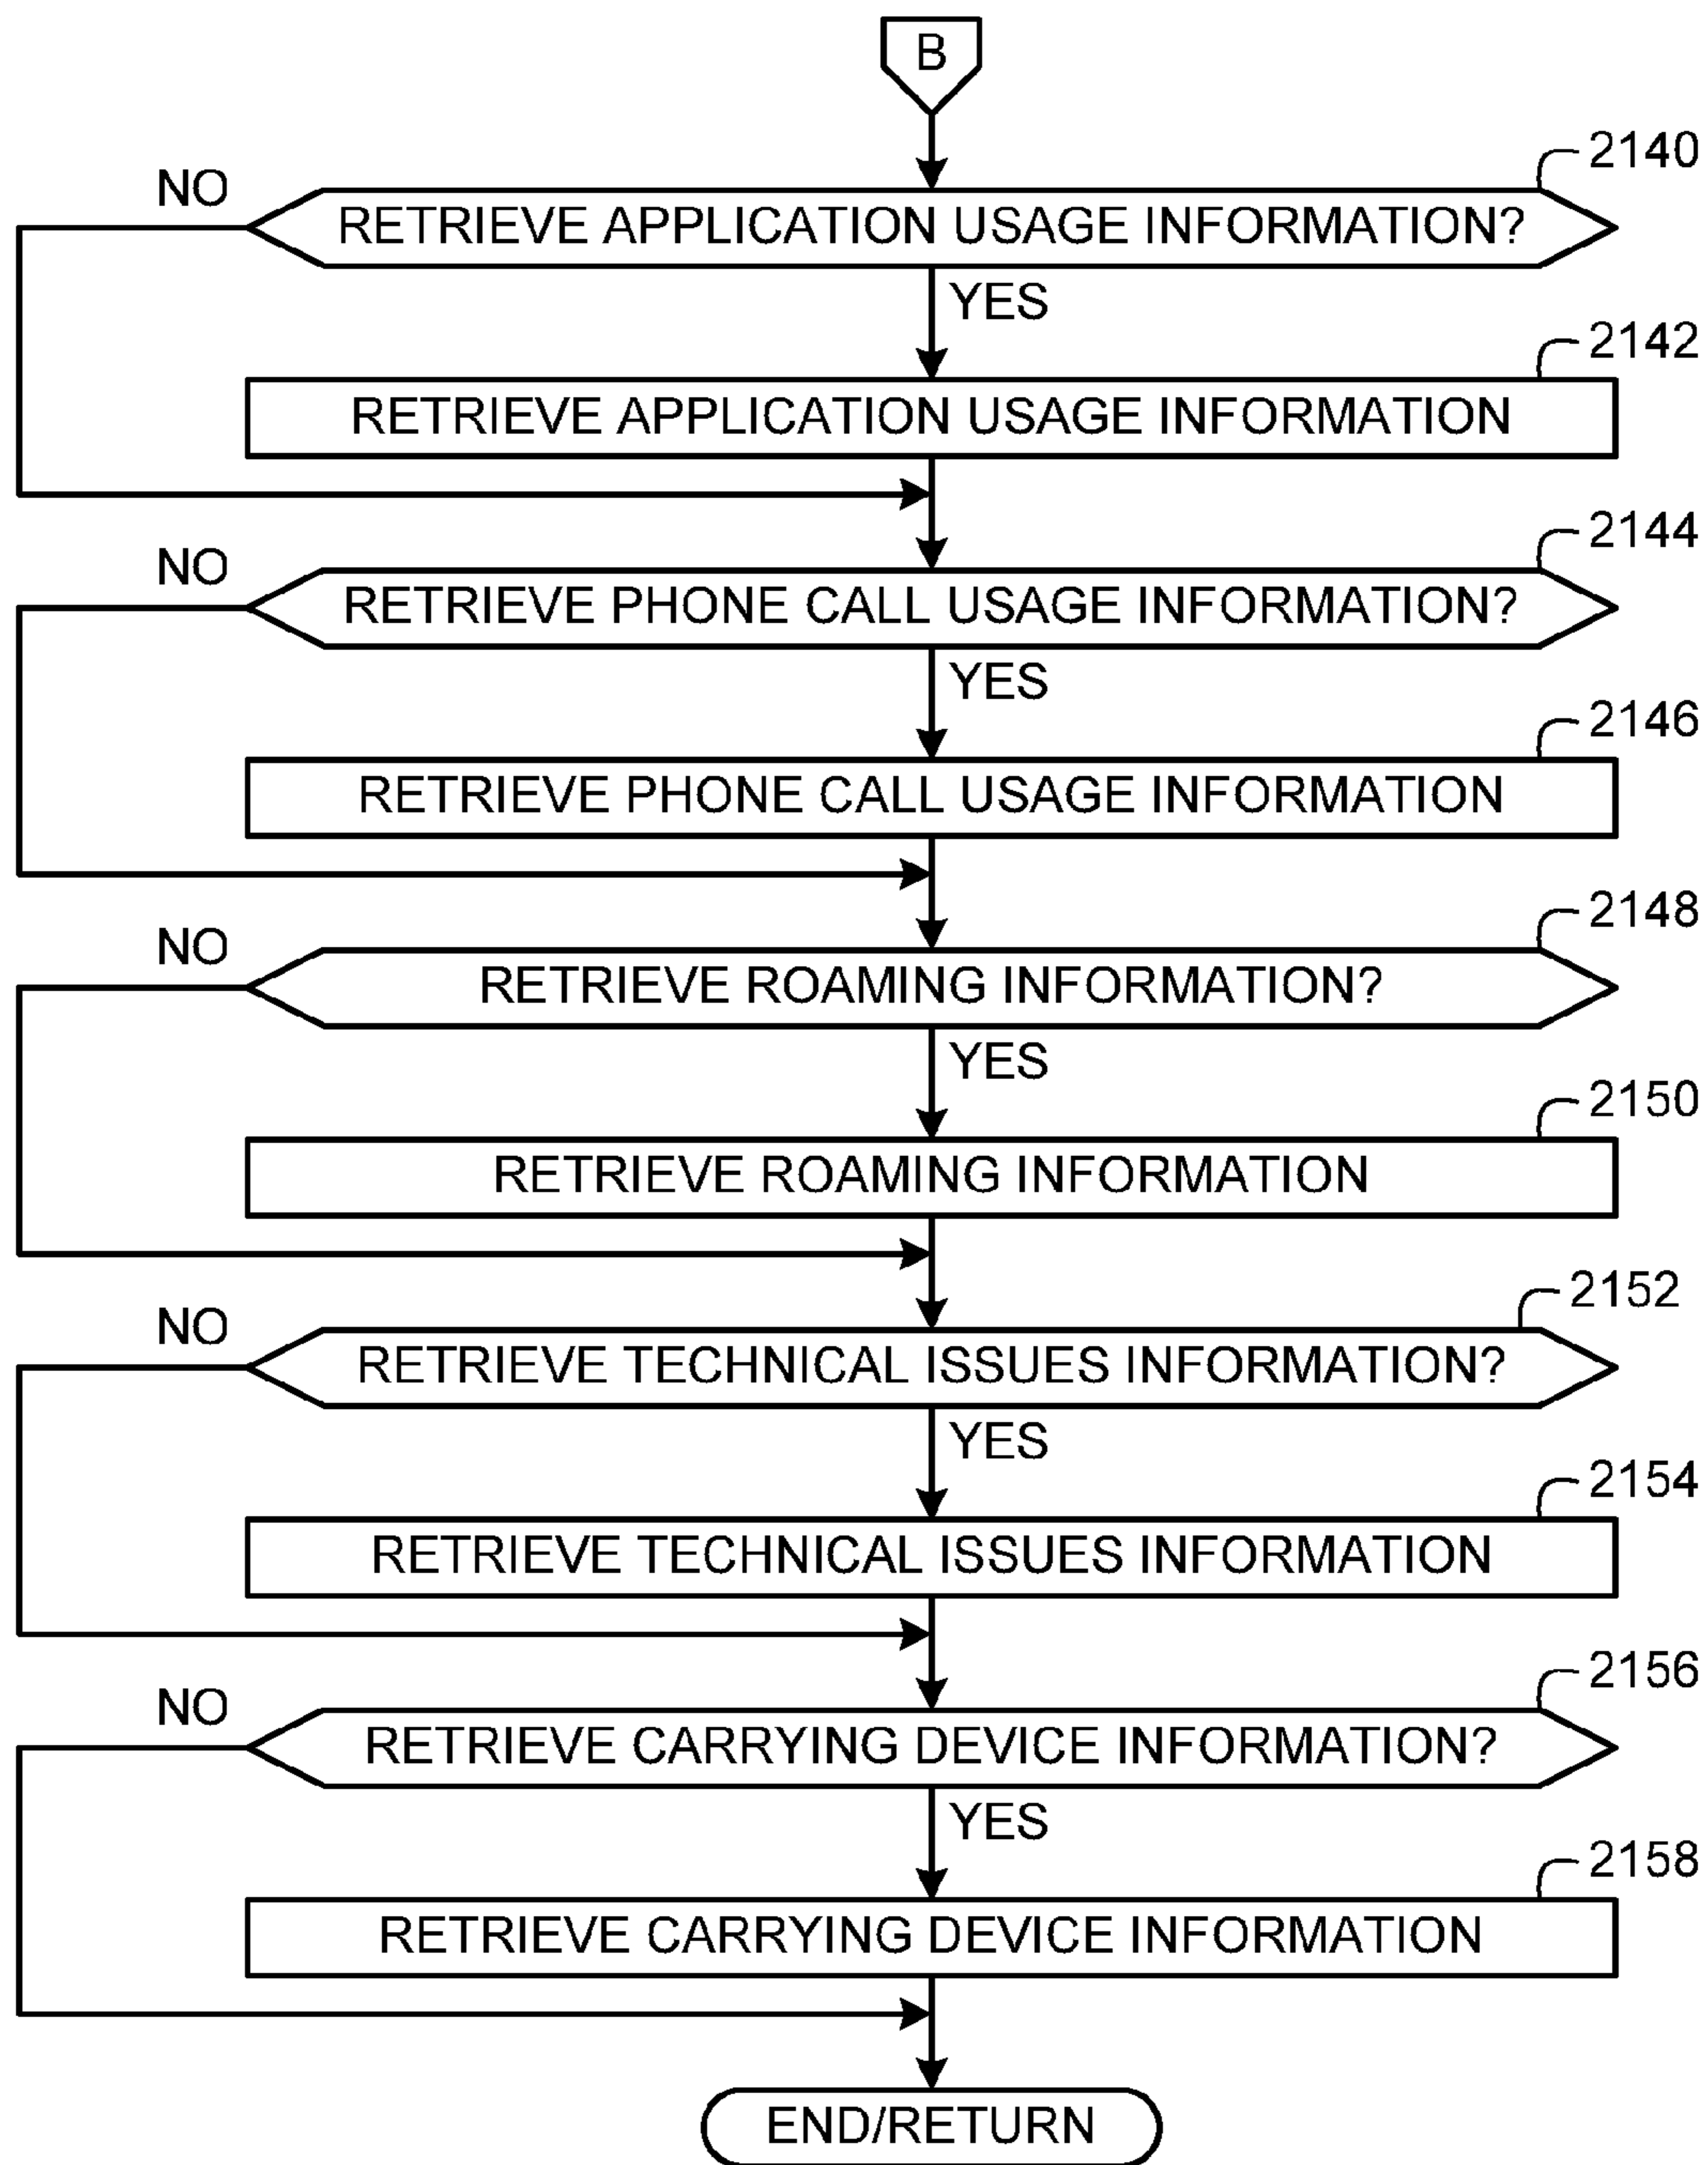 B
2140
NO
RETRIEVE APPLICATION USAGE INFORMATION?
YES
2142
RETRIEVE APPLICATION USAGE INFORMATION
2144
NO
RETRIEVE PHONE CALL USAGE INFORMATION?
YES
2146
RETRIEVE PHONE CALL USAGE INFORMATION
2148
NO
RETRIEVE ROAMING INFORMATION?
YES
2150
RETRIEVE ROAMING INFORMATION
2152
NO
RETRIEVE TECHNICAL ISSUES INFORMATION?
YES
2154
RETRIEVE TECHNICAL ISSUES INFORMATION
2156
NO
RETRIEVE CARRYING DEVICE INFORMATION?
YES
2158
RETRIEVE CARRYING DEVICE INFORMATION
END/RETURN